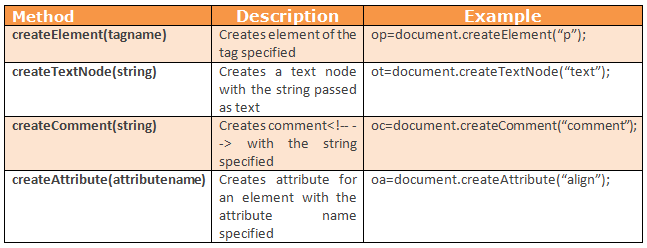 Method Description Example
createElement(tagname) Creates element of the op=document.createElement(“p”);
tag specified
createTextNode(string) Creates a text node ot=document.createTextNode(“text”);
with the string passed
as text
createComment(string) Creates comment<!-- - oc=document.createComment(“comment”);
-> with the string
specified
createAttribute(attributename) Creates attribute for oa=document.createAttribute(“align”);
an element with the
attribute name
specified